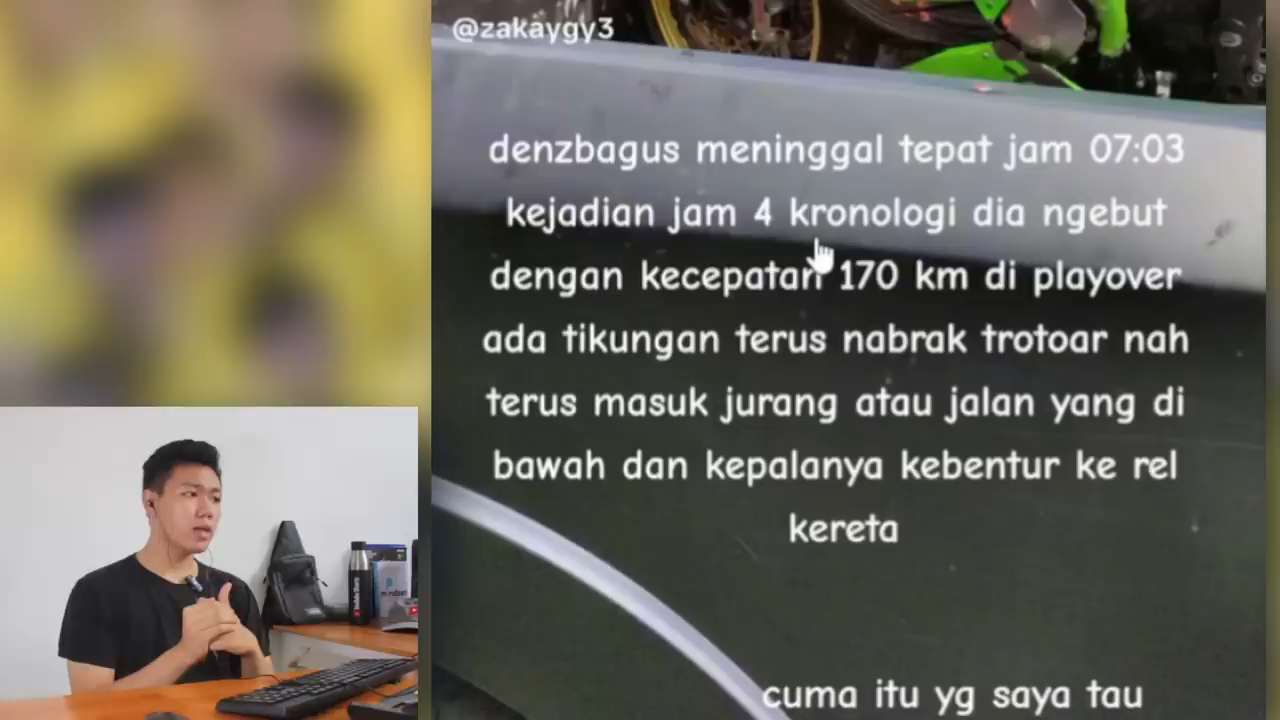 @zakaygy3
denzbagus meninggal tepat jam 07:03
kejadian jam 4 kronologi dia ngebut
dengan kecepatan 170 km di playover
ada tikungan terus nabrak trotoar nah
terus masuk jurang atau jalan yang di
bawah dan kepalanya kebentur ke rel
kereta
cuma itu yg saya tau